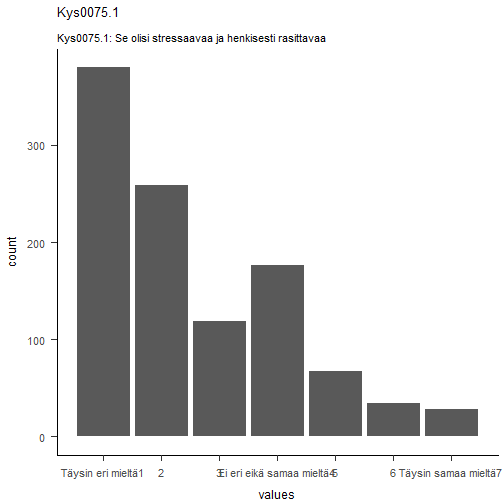 Kys0075.1
Kys0075.1: Se olisi stressaavaa ja henkisesti rasittavaa
count
300
200
100
0
Täysin eri mieltä1 2 3 Ei eri eikä samaa mieltä4 5 6 Täysin samaa mieltä7
values